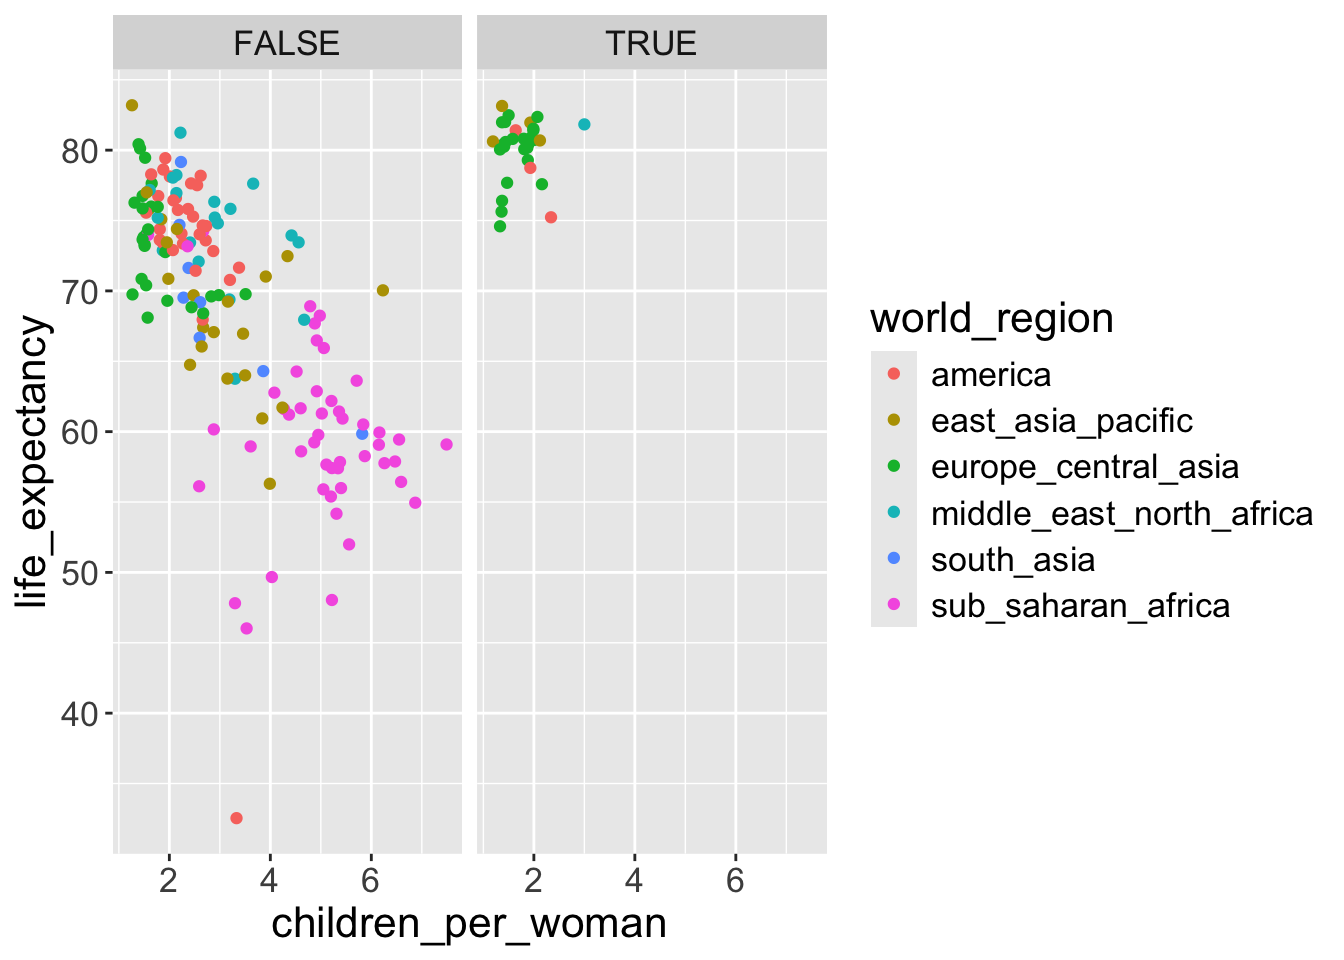 FALSE
TRUE
life_expectancy
80
70
60
50
40
2
4
6
2
4
6
children_per_woman
world_region
america
east_asia_pacific
europe_central_asia
middle_east_north_africa
south_asia
sub_saharan_africa